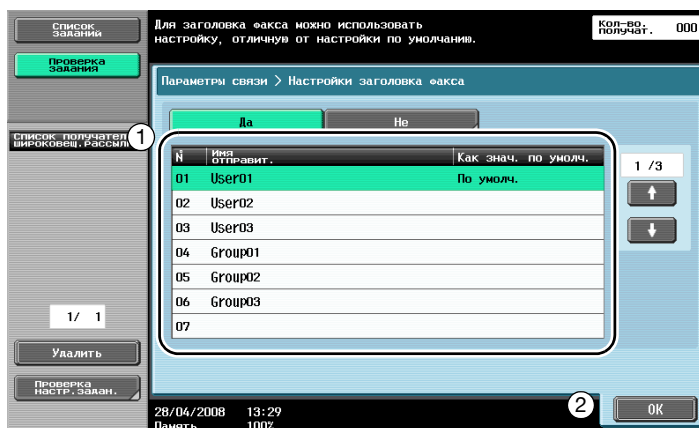 Список
заданий
Для заголовка факса можно использовать
настройку, отличную от настройки по умолчанию.
Кол-во.
получат.
000
Проверка
задания
Параметры связи > Настройки заголовка факса
Да
Не
Список получател
широковещ.рассыл
1
№
Имя
отправит.
Как знач. по умолч.
01 User01 По умолч.
02 User02
03 User03
04 Group01
05 Group02
06 Group03
07
1 /3
1/ 1
Удалить
Проверка
настр.задан.
28/04/2008 13:29
Память 100%
2
OK